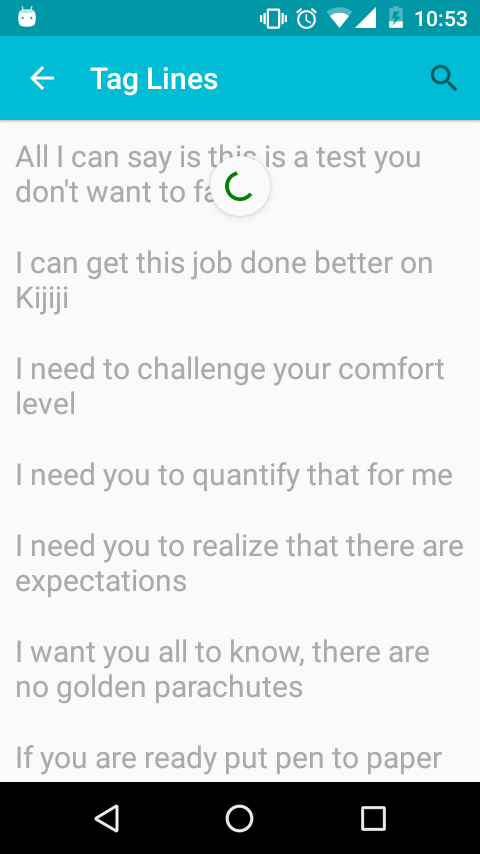 10:53
Tag Lines
All I can say is this is a test you
don't want to
I can get this job done better on
Kijiji
I need to challenge your comfort
level
I need you to quantify that for me
I need you to realize that there are
expectations
I want you all to know, there are
no golden parachutes
If you are ready put pen to paper